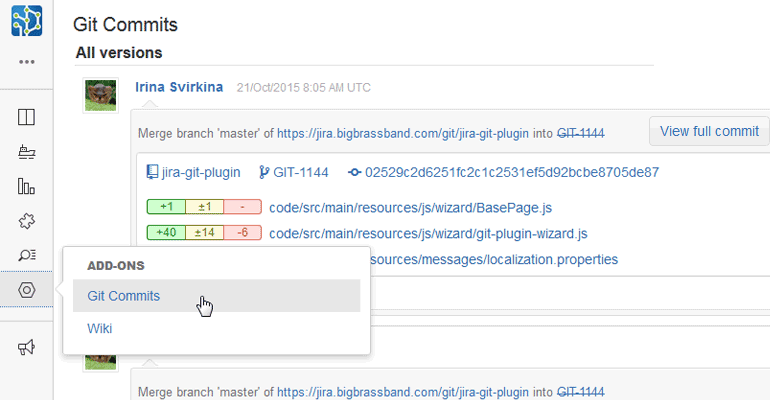 Git Commits
All versions
Irina Svirkina 21/Oct/2015 8:05 AM UTC
Merge branch 'master' of https://jira.bigbrassband.com/git/jira-git-plugin into GIT-1144
View full commit
jira-git-plugin GIT-1144 02529c2d6251fc2c1c2531ef5d92bcbe8705de87
+1 ±1 - code/src/main/resources/js/wizard/BasePage.js
+40 ±14 -6 code/src/main/resources/js/wizard/git-plugin-wizard.js
sources/messages/localization.properties
ADD-ONS
Git Commits
Wiki
Merge branch 'master' of https://jira.bigbrassband.com/git/jira-git-plugin into GIT-1144